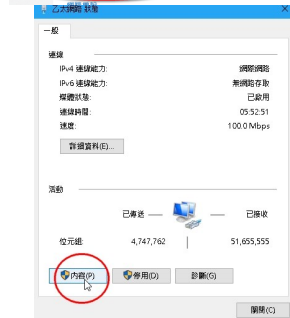 乙太網路 狀態
一般
連線
IPv4 連線能力: 網際網路
IPv6 連線能力: 無網路存取
媒體狀態: 已啟用
連線時間: 05:52:51
速度: 100.0 Mbps
詳細資料(E)...
活動
已傳送 — — 已接收
位元組: 4,747,762 51,655,555
內容(P) 停用(D) 診斷(G)
關閉(C)